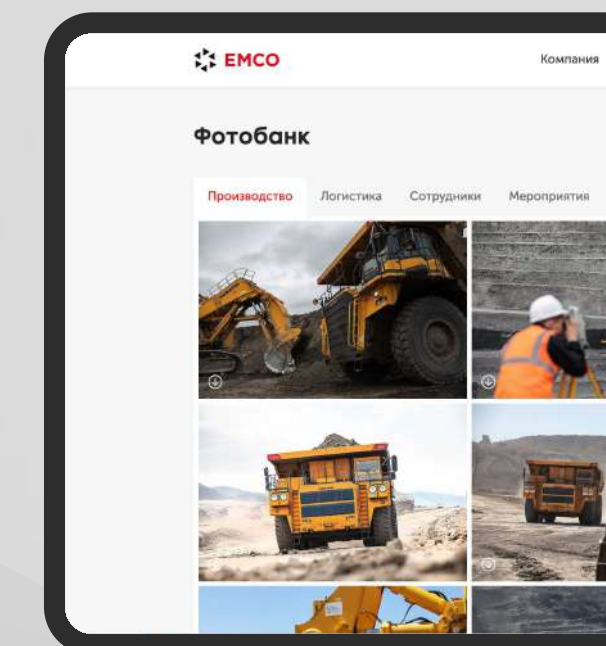 EMCO
Компания
Фотобанк
Производство Логистика Сотрудники Мероприятия